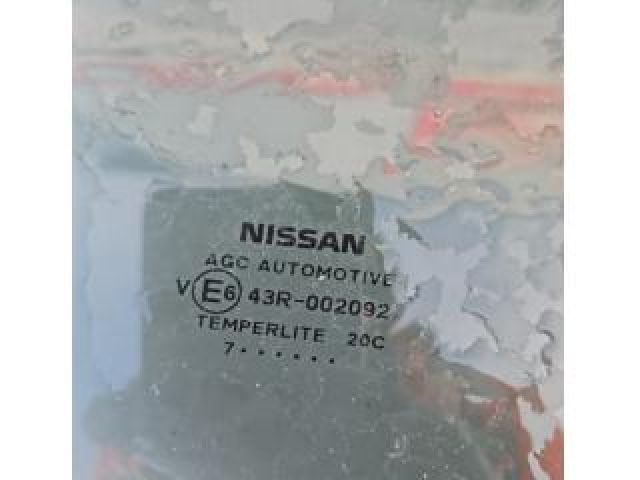 NISSAN
AGC AUTOMOTIVE
V E6 43R-002092
TEMPERLITE 20C
7••••••